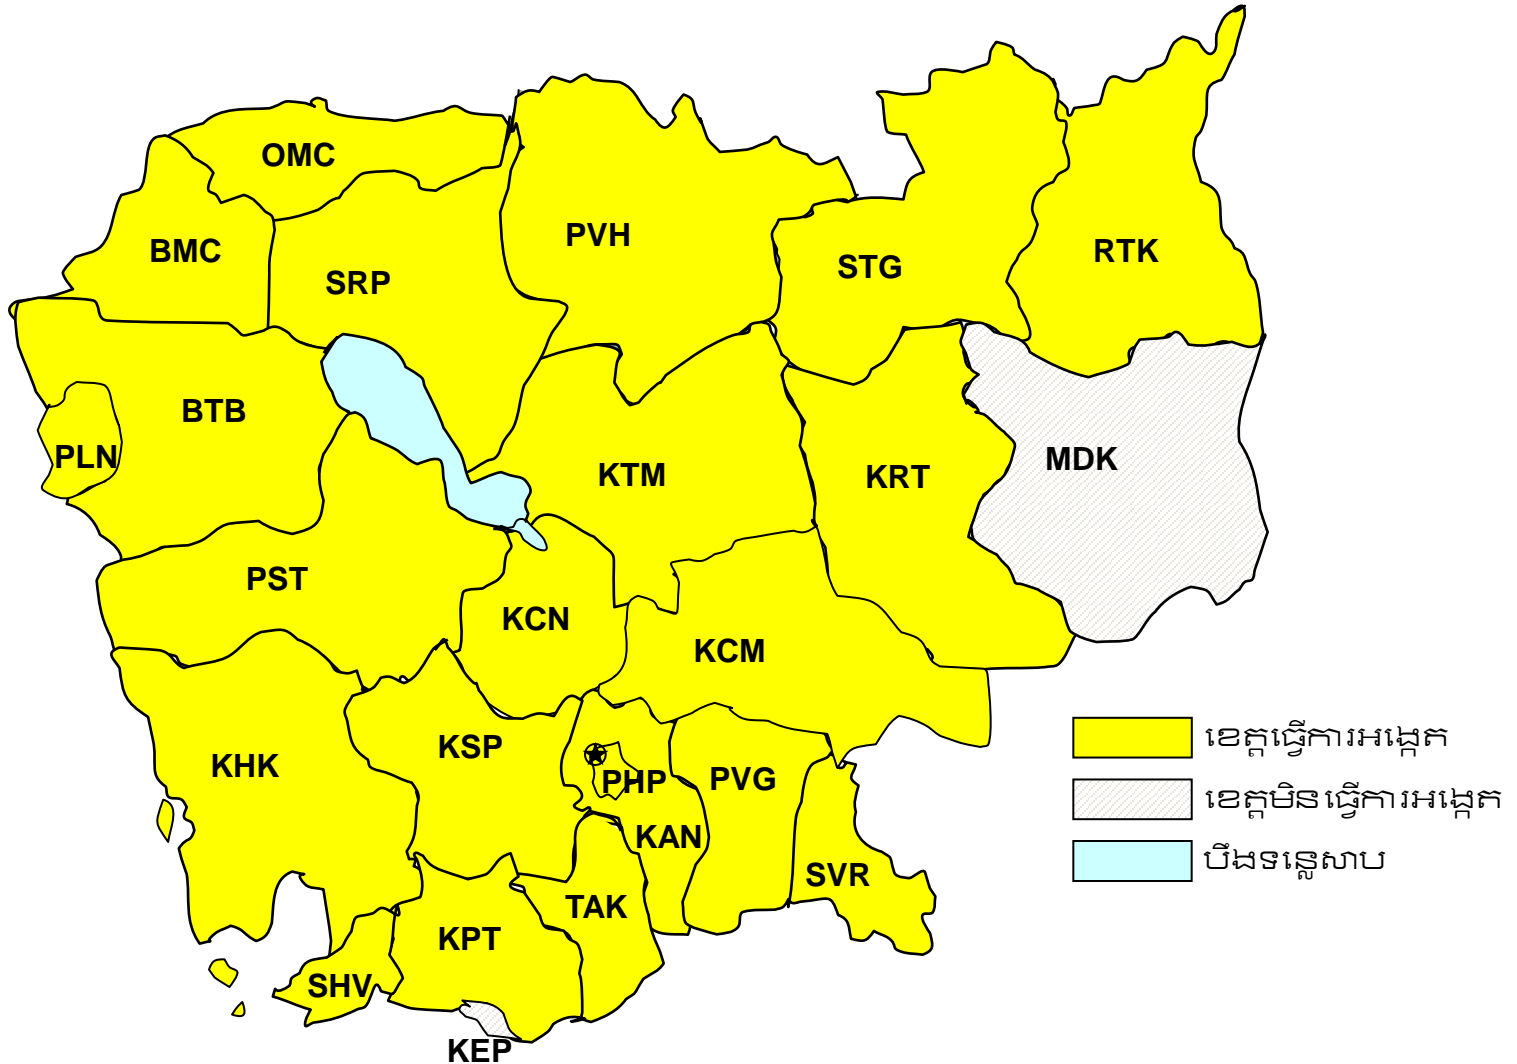 OMC
BMC
SRP
PVH
STG
RTK
BTB
PLN
KTM
KRT
MDK
PST
KCN
KCM
KHK
KSP
PHP
PVG
KAN
SVR
TAK
KPT
SHV
KEP
ខេត្តធ្វើការអង្កេត
ខេត្តមិនធ្វើការអង្កេត
បឹងទន្លេសាប